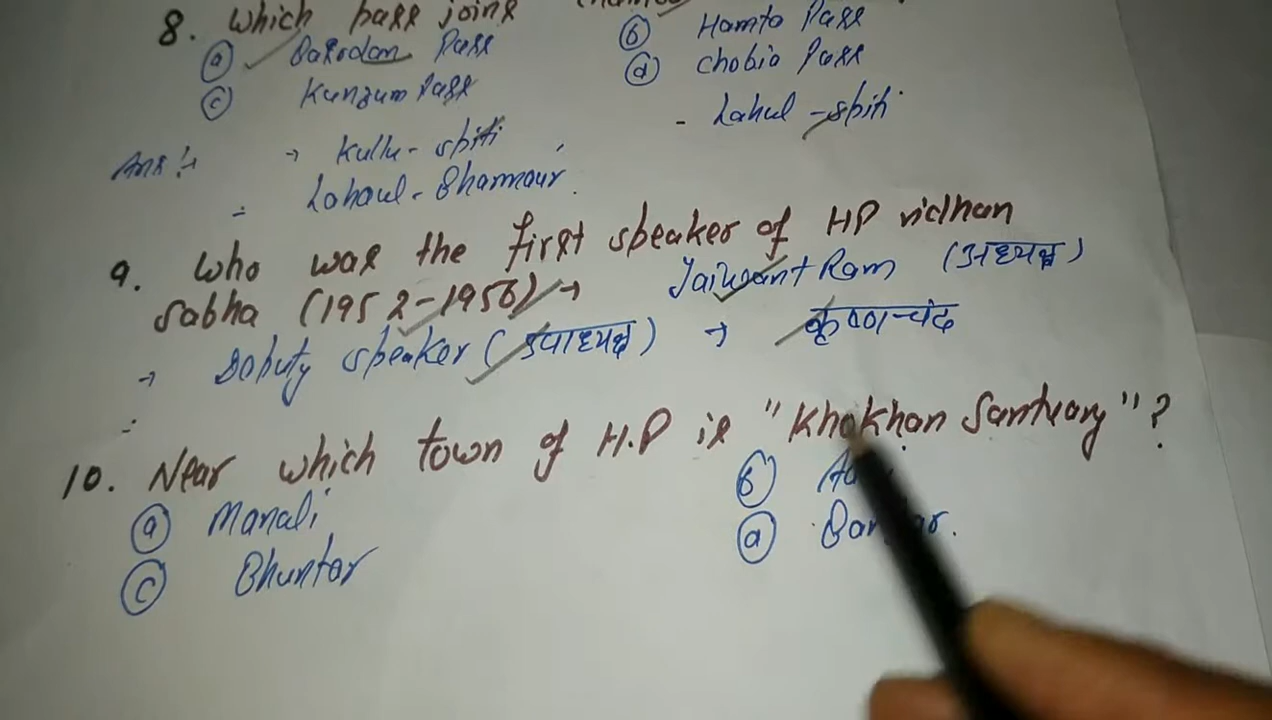 8. Which pass joins
ⓐ Dakodan Pass ⓑ Hamta Pass
ⓒ Kunzum Pass ⓓ Chobia Pass
Ans :→ → Kullu - spiti - Lahul - spiti
- Lahaul - Bharmour.
9. Who was the first speaker of HP vidhan
Sabha (1952-1956) → Jaiwant Ram (अध्यक्ष)
→ Deputy speaker (उपाध्यक्ष) → कृष्ण चंद
10. Near which town of H.P is "Khokhan Santuary" ?
ⓐ Manali ⓑ
ⓒ Bhuntar ⓐ